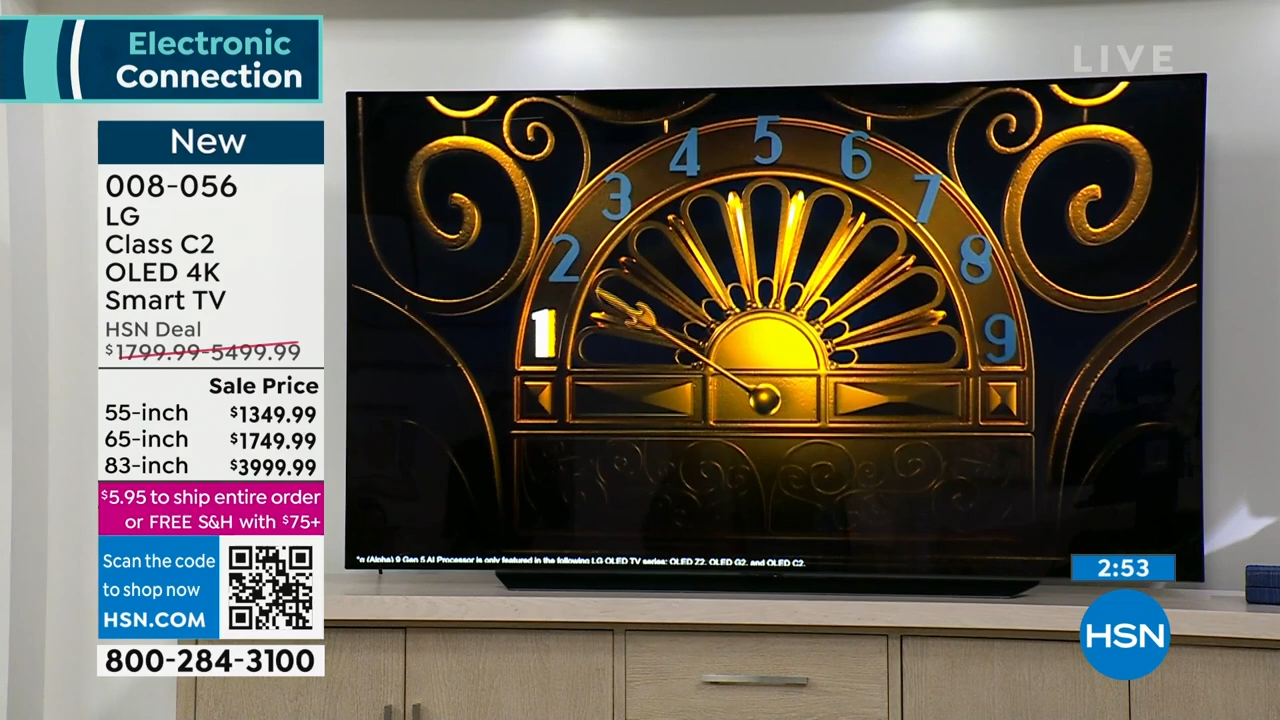 Electronic
Connection
LIVE
New
008-056
LG
Class C2
OLED 4K
Smart TV
HSN Deal
$1799.99-5499.99
Sale Price
55-inch $1349.99
65-inch $1749.99
83-inch $3999.99
$5.95 to ship entire order
or FREE S&H with $75+
Scan the code
to shop now
HSN.COM
800-284-3100
1 2 3 4 5 6 7 8 9
*α (Alpha) 9 Gen 5 AI Processor is only featured in the following LG OLED TV series: OLED Z2, OLED G2, and OLED C2.
2:53
HSN